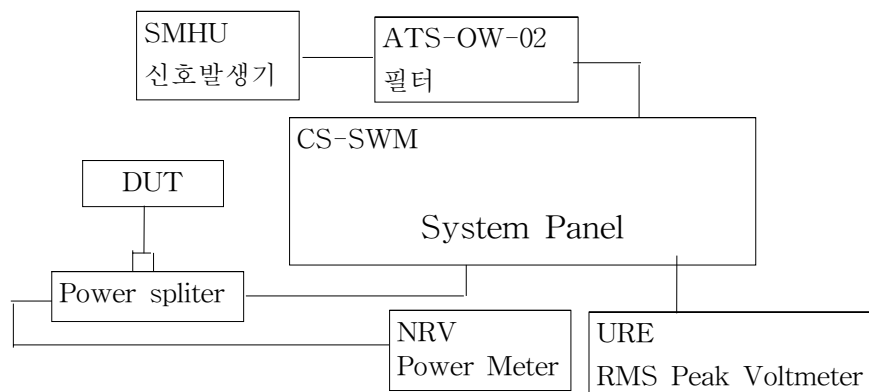 SMHU
신호발생기
ATS-OW-02
필터
CS-SWM
System Panel
DUT
Power spliter
NRV
Power Meter
URE
RMS Peak Voltmeter